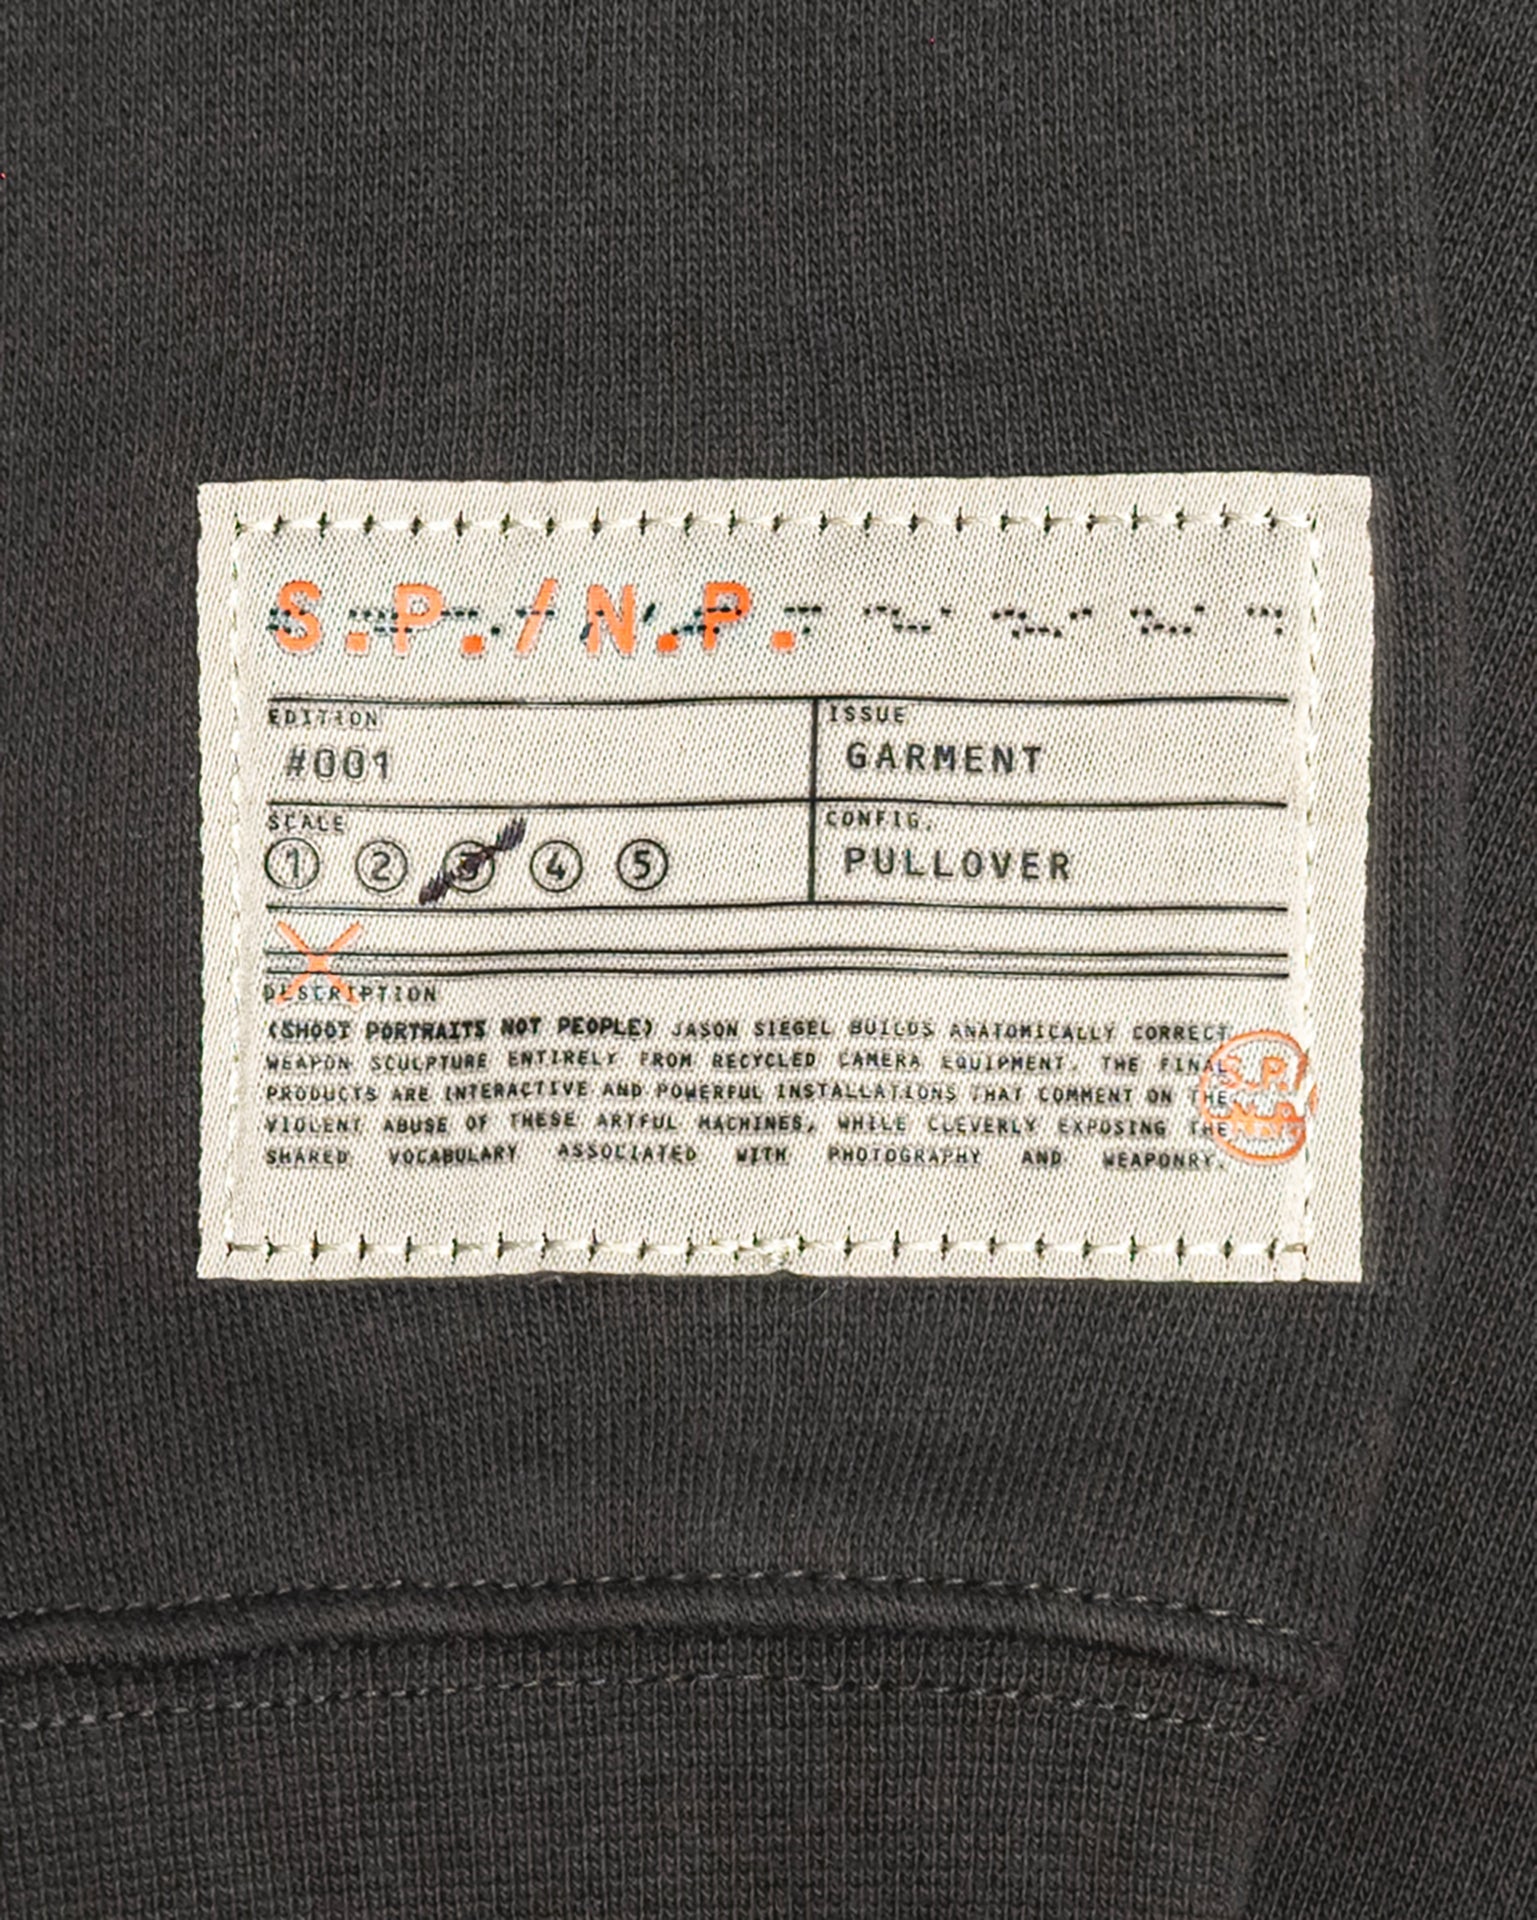 S.P./N.P.
EDITION
#001
ISSUE
GARMENT
SCALE
1 2 3 4 5
CONFIG.
PULLOVER
DESCRIPTION
(SHOOT PORTRAITS NOT PEOPLE) JASON SIEGEL BUILDS ANATOMICALLY CORRECT
WEAPON SCULPTURE ENTIRELY FROM RECYCLED CAMERA EQUIPMENT. THE FINAL
PRODUCTS ARE INTERACTIVE AND POWERFUL INSTALLATIONS THAT COMMENT ON THE
VIOLENT ABUSE OF THESE ARTFUL MACHINES, WHILE CLEVERLY EXPOSING THE
SHARED VOCABULARY ASSOCIATED WITH PHOTOGRAPHY AND WEAPONRY.
S.P./
N.P.